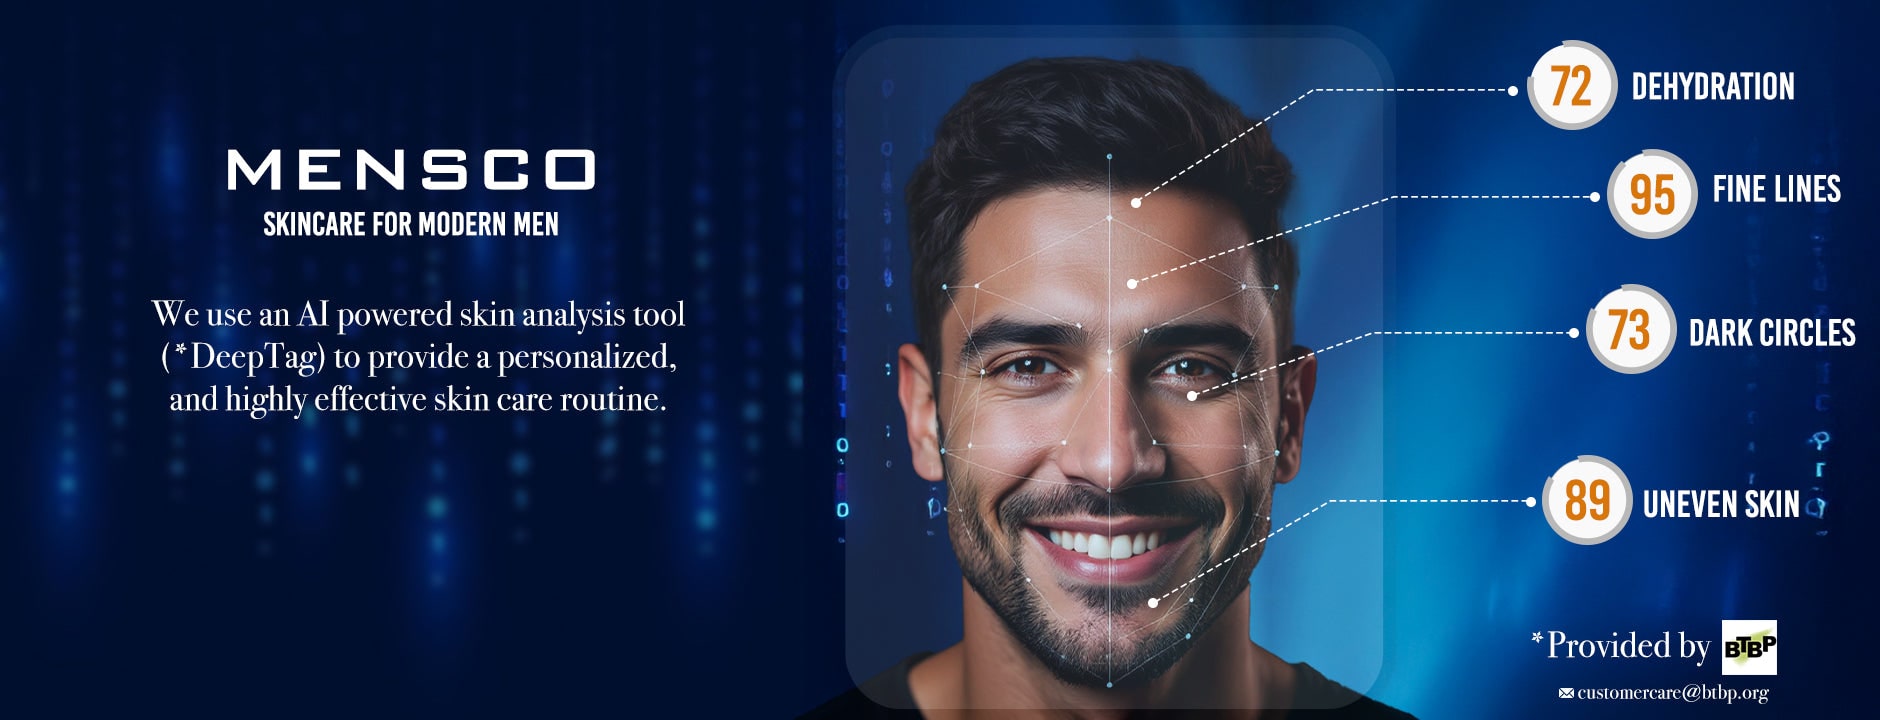 MENSCO
SKINCARE FOR MODERN MEN
We use an AI powered skin analysis tool
(*DeepTag) to provide a personalized,
and highly effective skin care routine.
72 DEHYDRATION
95 FINE LINES
73 DARK CIRCLES
89 UNEVEN SKIN
*Provided by BTBP
customercare@btbp.org